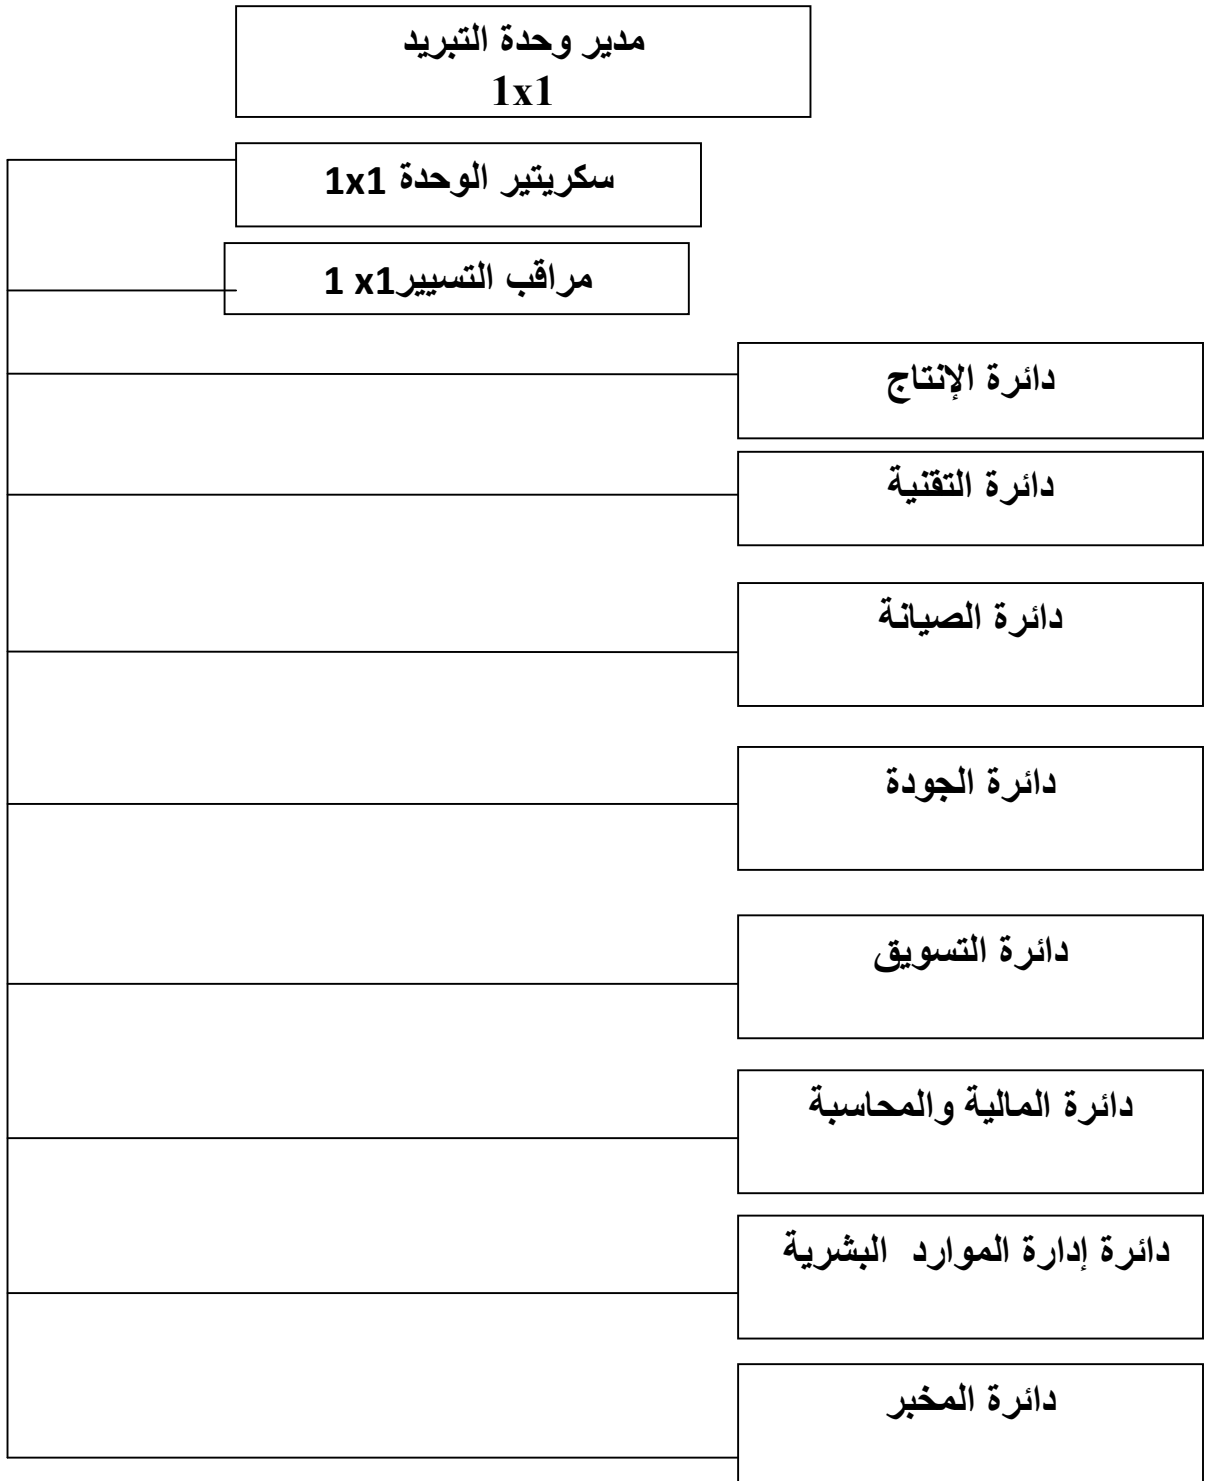 مدير وحدة التبريد
1x1
سكريتير الوحدة 1x1
مراقب التسيير1x 1
دائرة الإنتاج
دائرة التقنية
دائرة الصيانة
دائرة الجودة
دائرة التسويق
دائرة المالية والمحاسبة
دائرة إدارة الموارد البشرية
دائرة المخبر